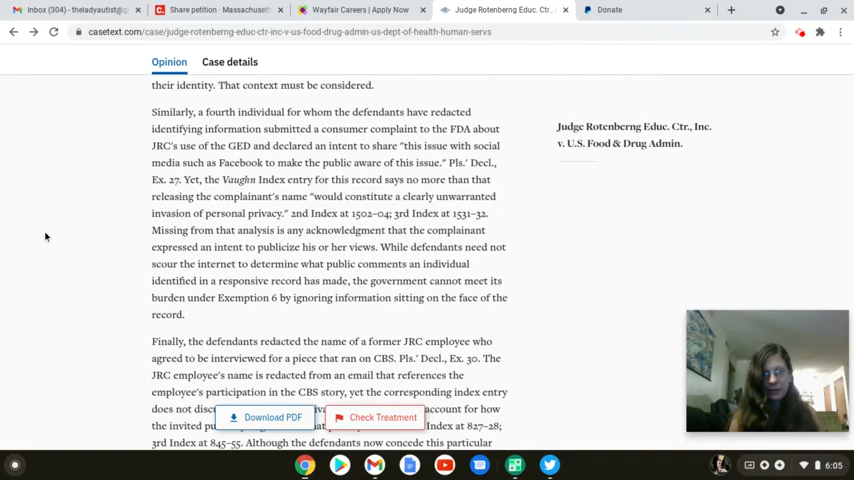 Inbox (304) - theladyautist@g
Share petition · Massachusett
Wayfair Careers | Apply Now
Judge Rotenberg Educ. Ctr., In
Donate
casetext.com/case/judge-rotenberng-educ-ctr-inc-v-us-food-drug-admin-us-dept-of-health-human-servs
Opinion Case details
their identity. That context must be considered.
Similarly, a fourth individual for whom the defendants have redacted
identifying information submitted a consumer complaint to the FDA about
JRC's use of the GED and declared an intent to share "this issue with social
media such as Facebook to make the public aware of this issue." Pls.' Decl.,
Ex. 27. Yet, the Vaughn Index entry for this record says no more than that
releasing the complainant's name "would constitute a clearly unwarranted
invasion of personal privacy." 2nd Index at 1502–04; 3rd Index at 1531–32.
Missing from that analysis is any acknowledgment that the complainant
expressed an intent to publicize his or her views. While defendants need not
scour the internet to determine what public comments an individual
identified in a responsive record has made, the government cannot meet its
burden under Exemption 6 by ignoring information sitting on the face of the
record.
Finally, the defendants redacted the name of a former JRC employee who
agreed to be interviewed for a piece that ran on CBS. Pls.' Decl., Ex. 30. The
JRC employee's name is redacted from an email that references the
employee's participation in the CBS story, yet the corresponding index entry
does not
account for how
the invited
Index at 827–28;
3rd Index at 845–55. Although the defendants now concede this particular
Download PDF
Check Treatment
Judge Rotenberng Educ. Ctr., Inc.
v. U.S. Food & Drug Admin.
6:05